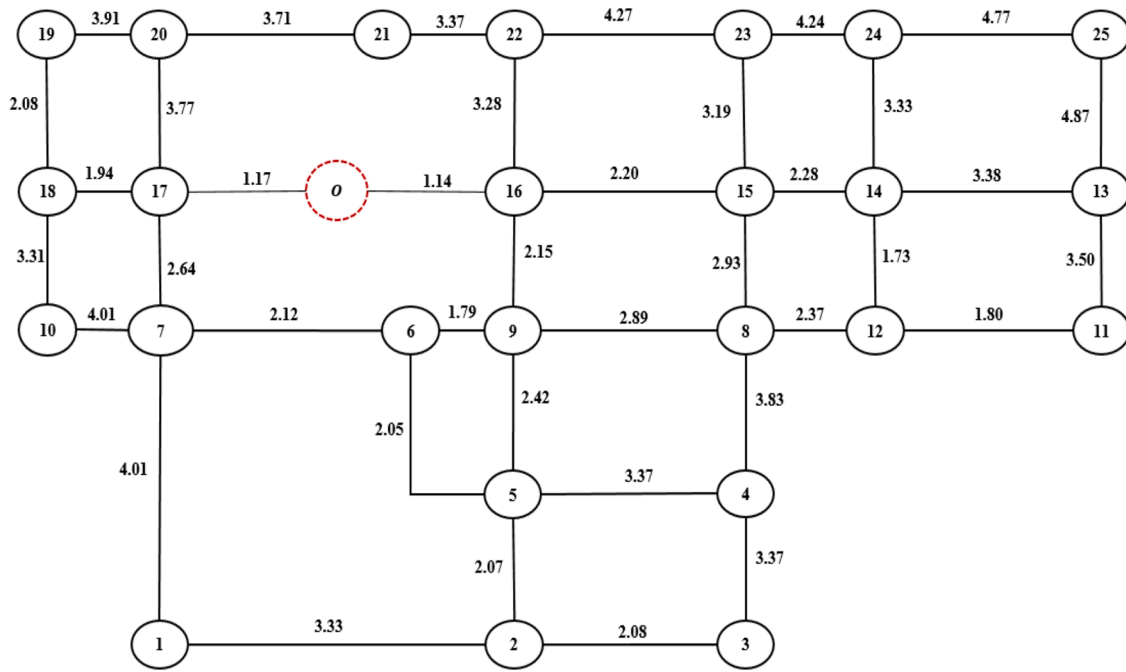 3.91 3.71 3.37 4.27 4.24 4.77
19 20 21 22 23 24 25
2.08 3.77 3.28 3.19 3.33 4.87
1.94 1.17 1.14 2.20 2.28 3.38
18 17 O 16 15 14 13
3.31 2.64 2.15 2.93 1.73 3.50
4.01 2.12 1.79 2.89 2.37 1.80
10 7 6 9 8 12 11
2.42 3.83
2.05
4.01 3.37
5 4
2.07 3.37
3.33 2.08
1 2 3